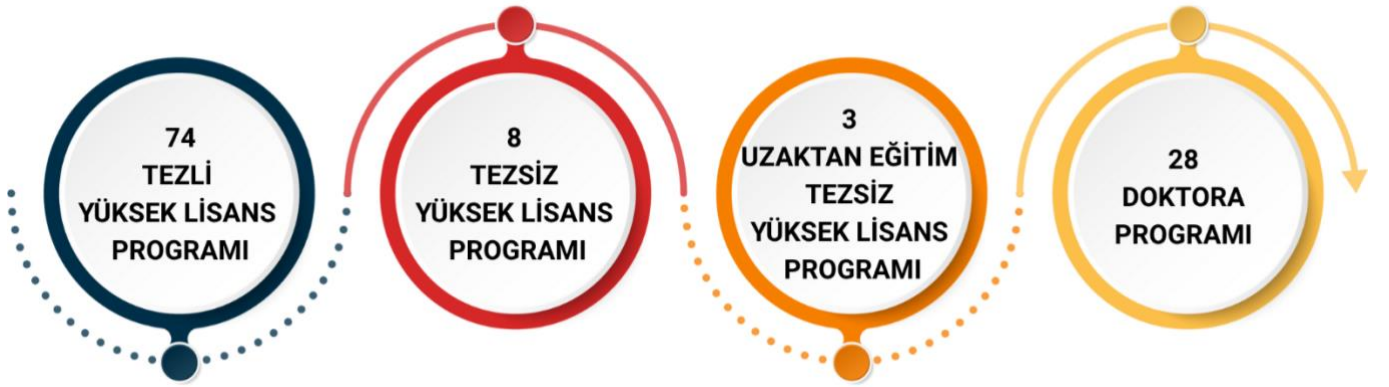 74
TEZLİ
YÜKSEK LİSANS
PROGRAMI
8
TEZSİZ
YÜKSEK LİSANS
PROGRAMI
3
UZAKTAN EĞİTİM
TEZSİZ
YÜKSEK LİSANS
PROGRAMI
28
DOKTORA
PROGRAMI